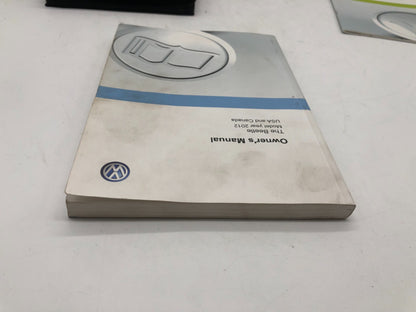 Owner's Manual
The Beetle
Model year 2012
USA and Canada